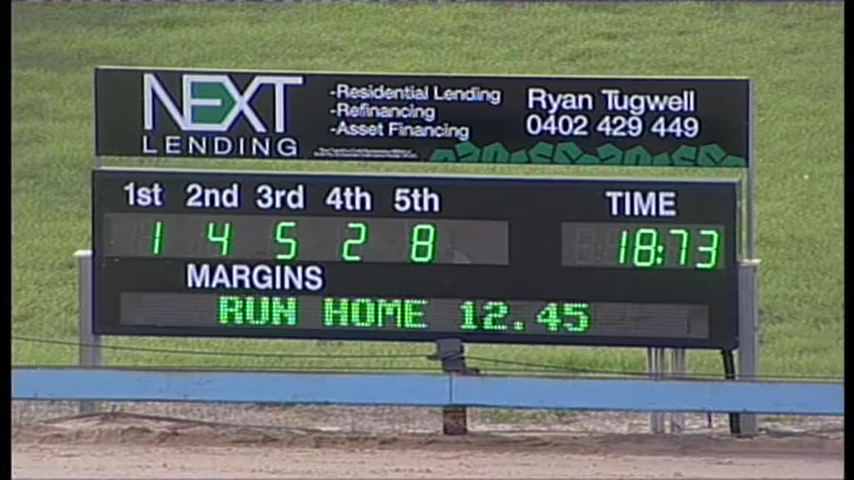 NEXT
LENDING
-Residential Lending
-Refinancing
-Asset Financing
Ryan Tugwell
0402 429 449
1st 2nd 3rd 4th 5th TIME
1 4 5 2 8 18:73
MARGINS
RUN HOME 12.45